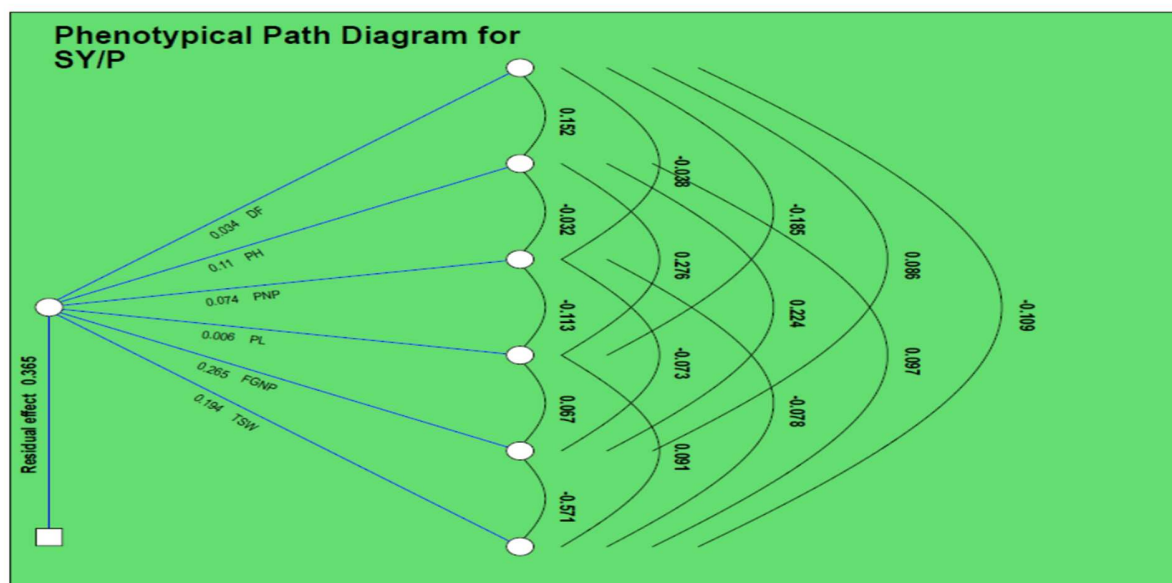 Phenotypical Path Diagram for
SY/P
0.034 DF
0.11 PH
0.074 PNP
0.006 PL
0.265 FGNP
0.194 TSW
Residual effect 0.365
0.152
-0.032
-0.113
0.067
-0.571
-0.038
0.276
-0.073
0.091
-0.185
0.224
-0.078
0.086
0.097
-0.109